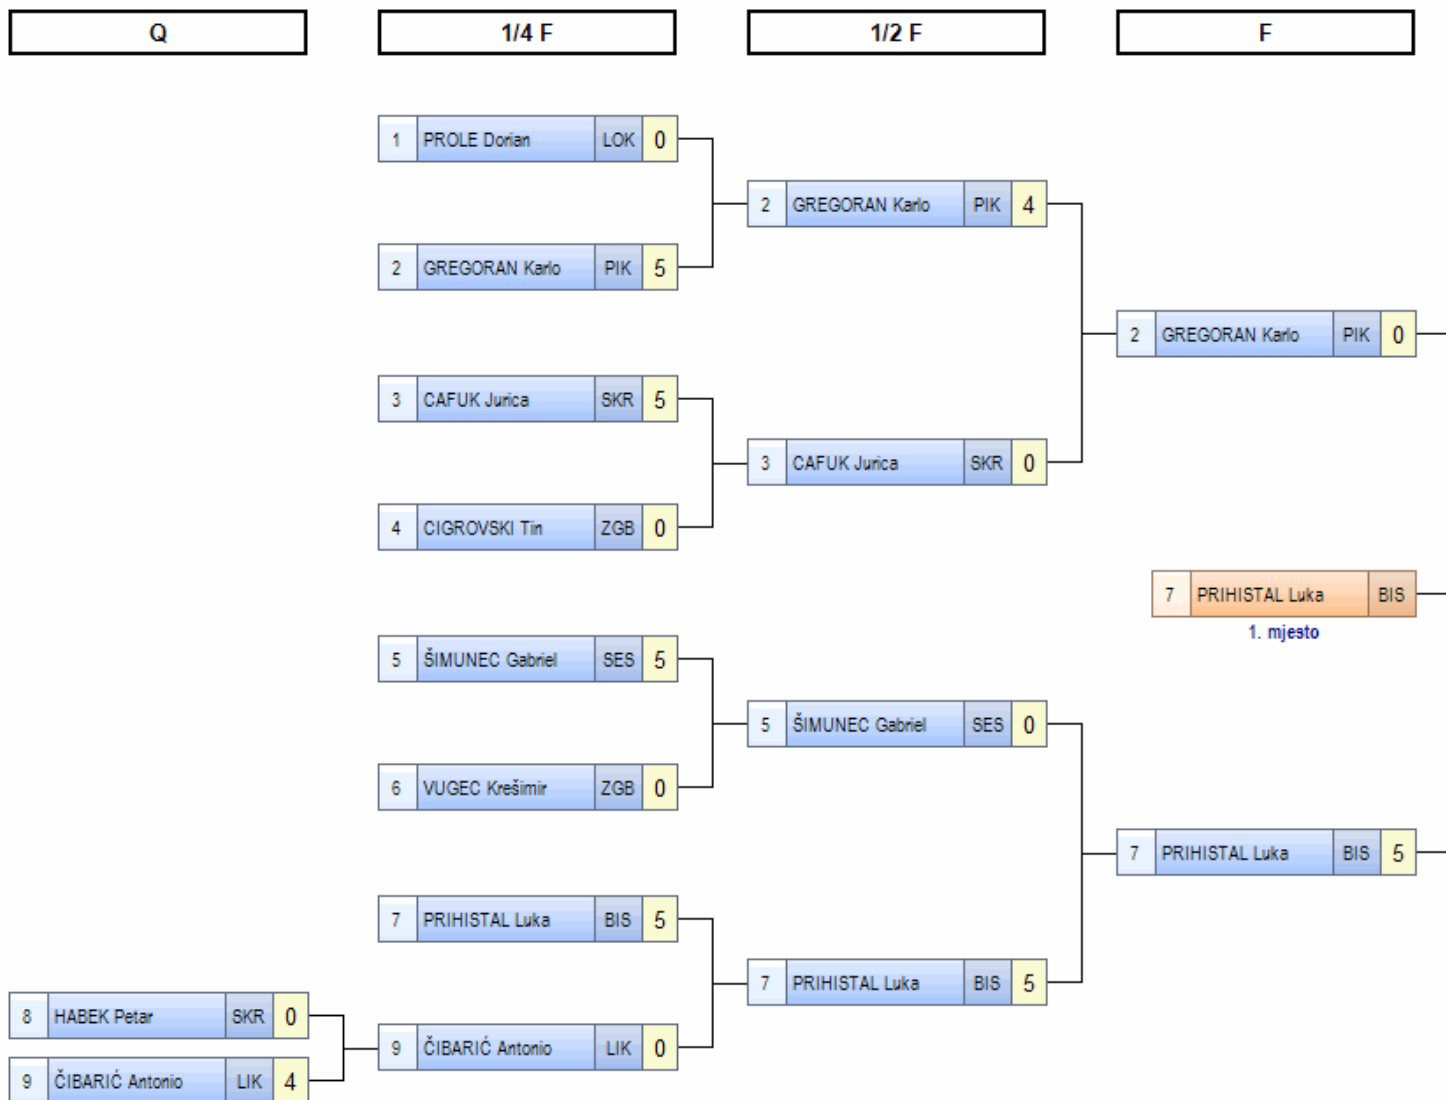 Q 1/4 F 1/2 F F
1 PROLE Dorian LOK 0
2 GREGORAN Karlo PIK 4
2 GREGORAN Karlo PIK 5
2 GREGORAN Karlo PIK 0
3 CAFUK Jurica SKR 5
3 CAFUK Jurica SKR 0
4 CIGROVSKI Tin ZGB 0
7 PRIHISTAL Luka BIS
1. mjesto
5 ŠIMUNEC Gabriel SES 5
5 ŠIMUNEC Gabriel SES 0
6 VUGEC Krešimir ZGB 0
7 PRIHISTAL Luka BIS 5
7 PRIHISTAL Luka BIS 5
7 PRIHISTAL Luka BIS 5
8 HABEK Petar SKR 0
9 ČIBARIĆ Antonio LIK 0
9 ČIBARIĆ Antonio LIK 4